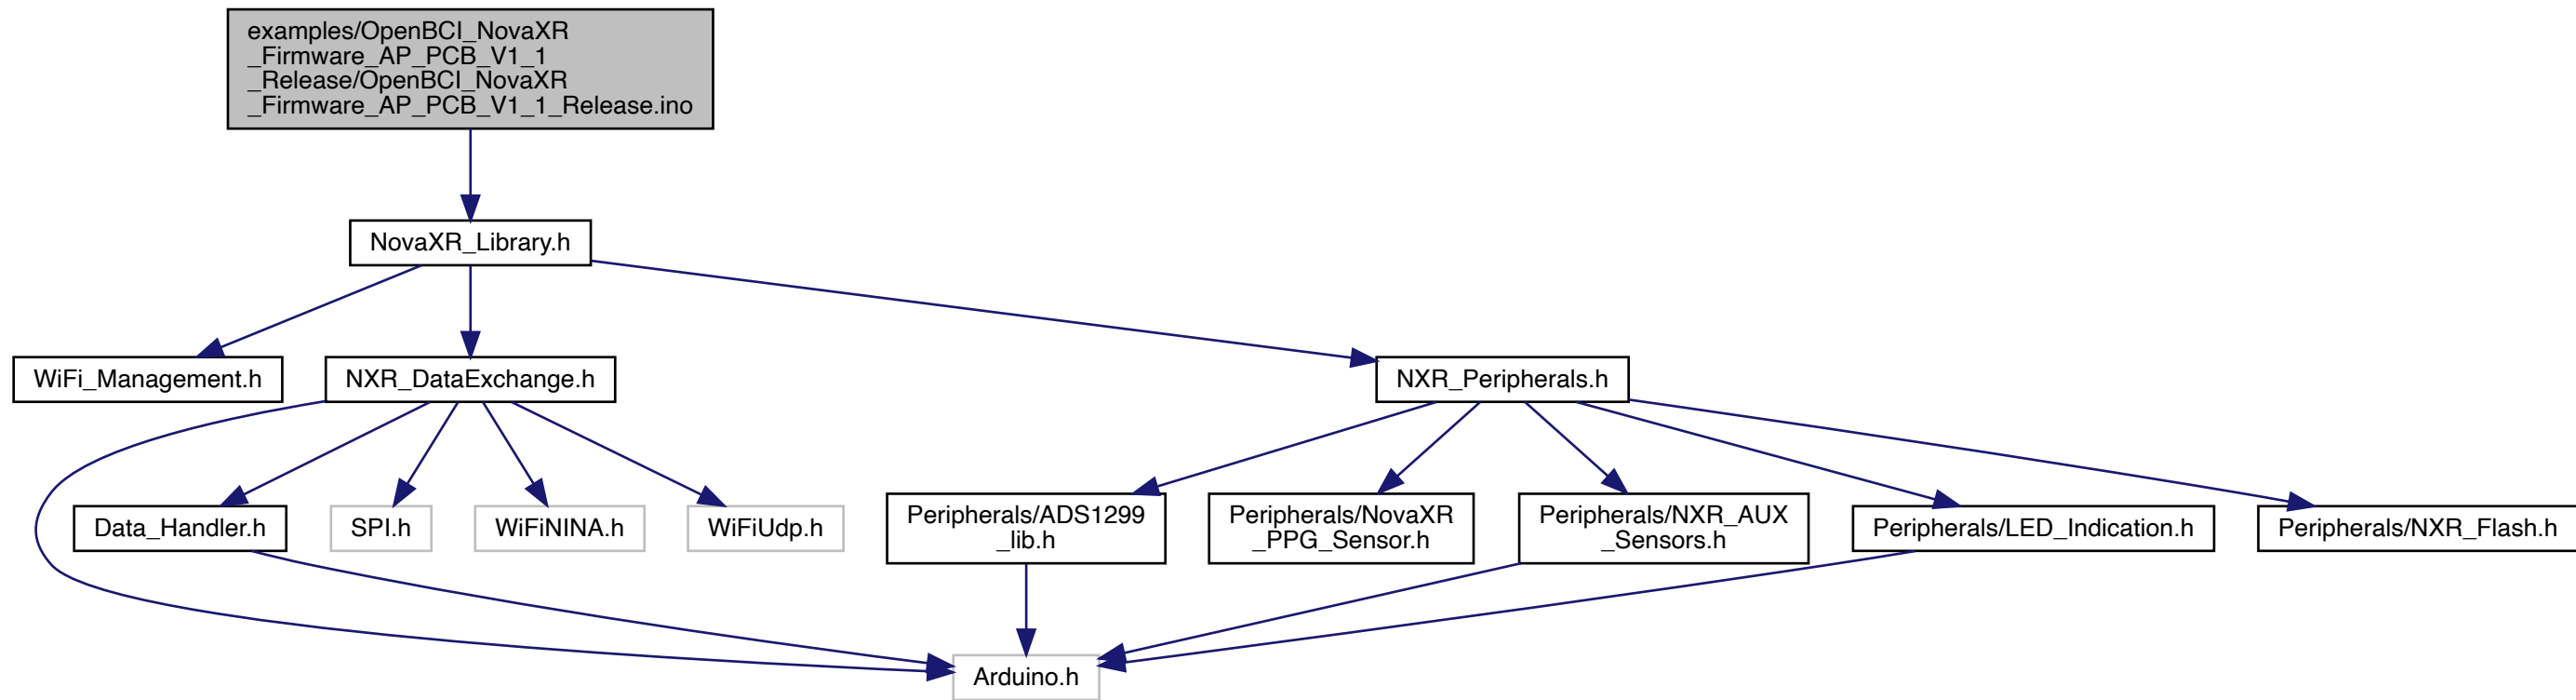 examples/OpenBCI_NovaXR
_Firmware_AP_PCB_V1_1
_Release/OpenBCI_NovaXR
_Firmware_AP_PCB_V1_1_Release.ino
NovaXR_Library.h
WiFi_Management.h
NXR_DataExchange.h
NXR_Peripherals.h
Data_Handler.h
SPI.h
WiFiNINA.h
WiFiUdp.h
Peripherals/ADS1299
_lib.h
Peripherals/NovaXR
_PPG_Sensor.h
Peripherals/NXR_AUX
_Sensors.h
Peripherals/LED_Indication.h
Peripherals/NXR_Flash.h
Arduino.h